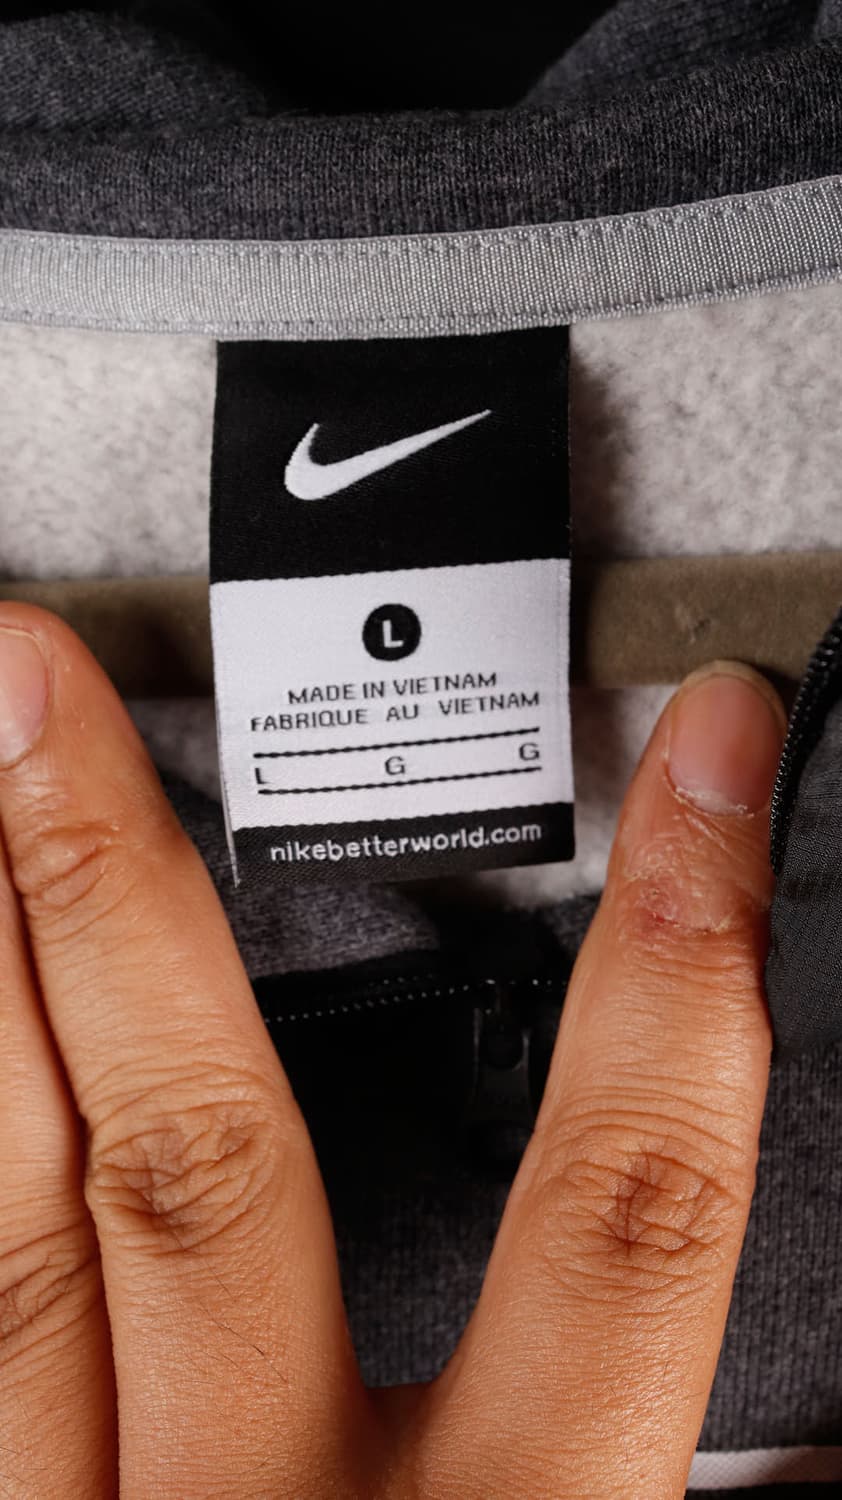 L
MADE IN VIETNAM
FABRIQUE AU VIETNAM
L G G
nikebetterworld.com